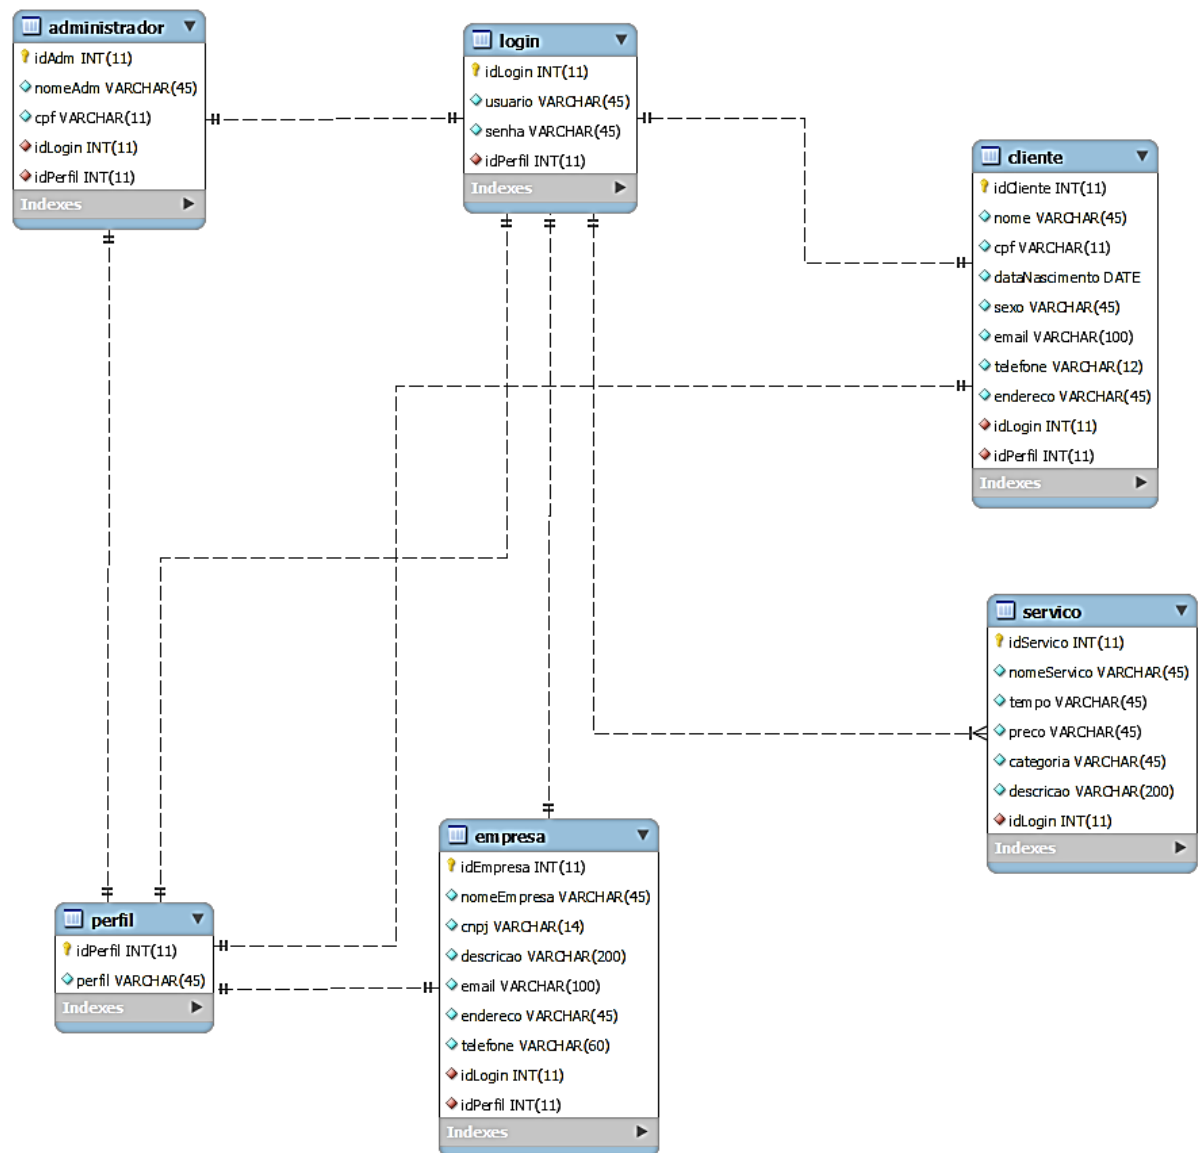 administrador
idAdm INT(11)
nomeAdm VARCHAR(45)
cpf VARCHAR(11)
idLogin INT(11)
idPerfil INT(11)
Indexes
login
idLogin INT(11)
usuario VARCHAR(45)
senha VARCHAR(45)
idPerfil INT(11)
Indexes
cliente
idCliente INT(11)
nome VARCHAR(45)
cpf VARCHAR(11)
dataNascimento DATE
sexo VARCHAR(45)
email VARCHAR(100)
telefone VARCHAR(12)
endereco VARCHAR(45)
idLogin INT(11)
idPerfil INT(11)
Indexes
servico
idServico INT(11)
nomeServico VARCHAR(45)
tempo VARCHAR(45)
preco VARCHAR(45)
categoria VARCHAR(45)
descricao VARCHAR(200)
idLogin INT(11)
Indexes
empresa
idEmpresa INT(11)
nomeEmpresa VARCHAR(45)
cnpj VARCHAR(14)
descricao VARCHAR(200)
email VARCHAR(100)
endereco VARCHAR(45)
telefone VARCHAR(60)
idLogin INT(11)
idPerfil INT(11)
Indexes
perfil
idPerfil INT(11)
perfil VARCHAR(45)
Indexes